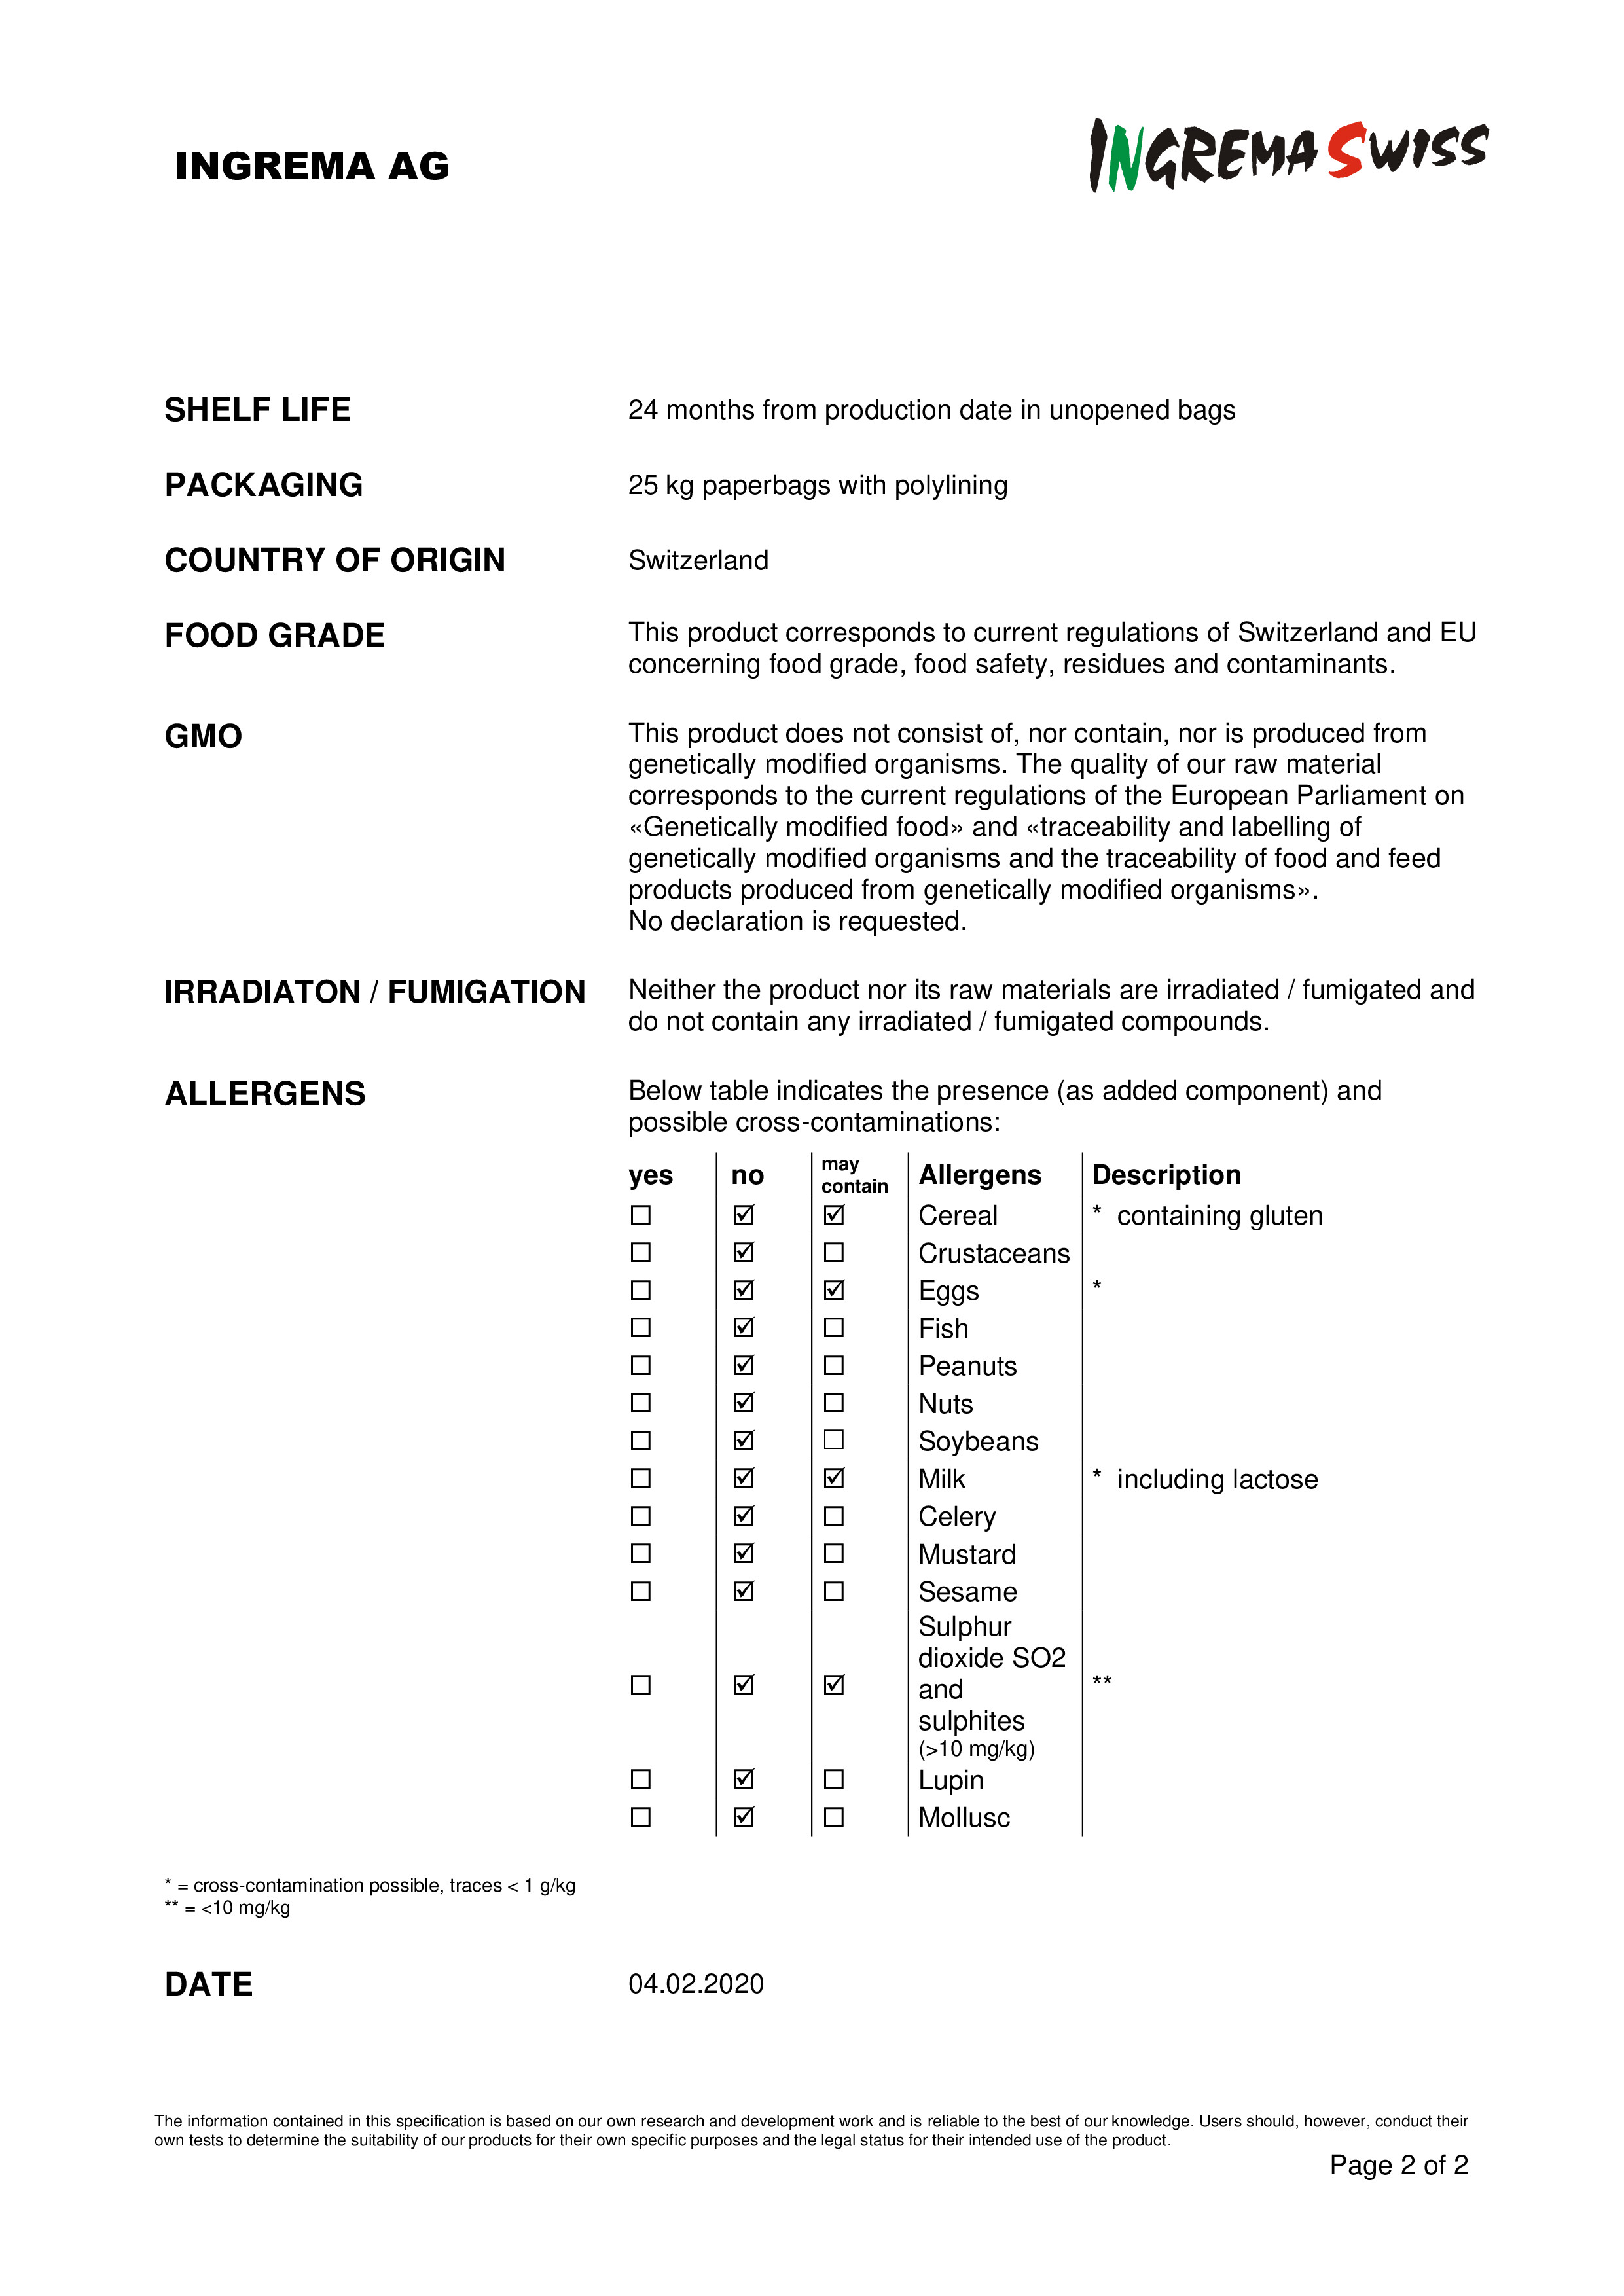 INGREMA AG
INGREMA SWISS
SHELF LIFE 24 months from production date in unopened bags
PACKAGING 25 kg paperbags with polylining
COUNTRY OF ORIGIN Switzerland
FOOD GRADE This product corresponds to current regulations of Switzerland and EU
concerning food grade, food safety, residues and contaminants.
GMO This product does not consist of, nor contain, nor is produced from
genetically modified organisms. The quality of our raw material
corresponds to the current regulations of the European Parliament on
«Genetically modified food» and «traceability and labelling of
genetically modified organisms and the traceability of food and feed
products produced from genetically modified organisms».
No declaration is requested.
IRRADIATON / FUMIGATION Neither the product nor its raw materials are irradiated / fumigated and
do not contain any irradiated / fumigated compounds.
ALLERGENS Below table indicates the presence (as added component) and
possible cross-contaminations:
yes no may contain Allergens Description
☐ ☑ ☑ Cereal * containing gluten
☐ ☑ ☐ Crustaceans
☐ ☑ ☑ Eggs *
☐ ☑ ☐ Fish
☐ ☑ ☐ Peanuts
☐ ☑ ☐ Nuts
☐ ☑ ☐ Soybeans
☐ ☑ ☑ Milk * including lactose
☐ ☑ ☐ Celery
☐ ☑ ☐ Mustard
☐ ☑ ☐ Sesame
Sulphur
dioxide SO2
☐ ☑ ☑ and **
sulphites
(>10 mg/kg)
☐ ☑ ☐ Lupin
☐ ☑ ☐ Mollusc
* = cross-contamination possible, traces < 1 g/kg
** = <10 mg/kg
DATE 04.02.2020
The information contained in this specification is based on our own research and development work and is reliable to the best of our knowledge. Users should, however, conduct their
own tests to determine the suitability of our products for their own specific purposes and the legal status for their intended use of the product.
Page 2 of 2